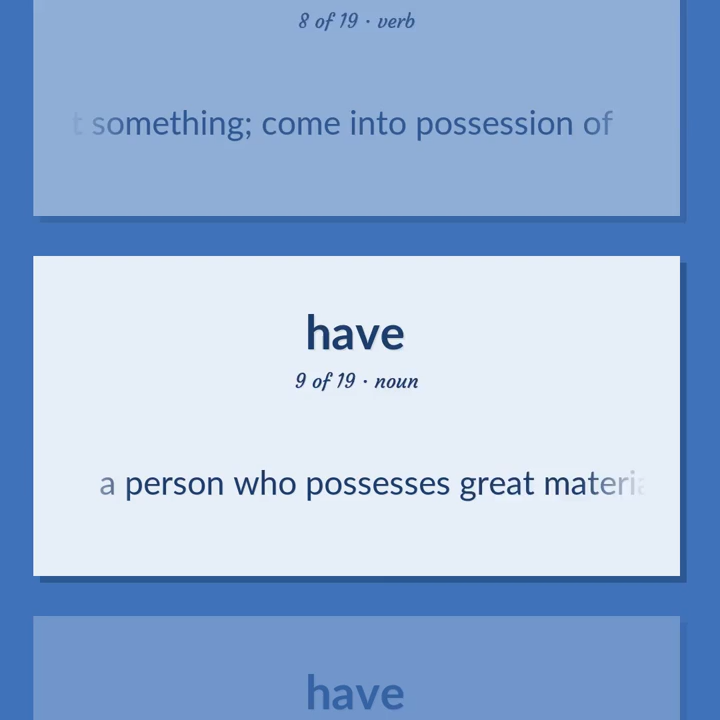 8 of 19 · verb
something; come into possession of
have
9 of 19 · noun
a person who possesses great
have